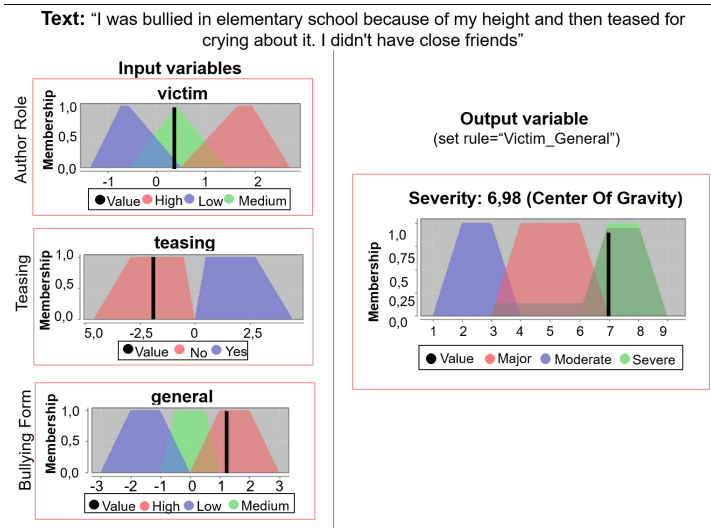 Text: “I was bullied in elementary school because of my height and then teased for
crying about it. I didn't have close friends”
Input variables
Author Role
victim
Membership
1,0
0,5
0,0
-1 0 1 2
Value High Low Medium
Teasing
teasing
Membership
1,0
0,5
0,0
5,0 -2,5 0 2,5
Value No Yes
Bullying Form
general
Membership
1,0
0,5
0,0
-3 -2 -1 0 1 2 3
Value High Low Medium
Output variable
(set rule=“Victim_General”)
Severity: 6,98 (Center Of Gravity)
Membership
1,0
0,75
0,5
0,25
0,0
1 2 3 4 5 6 7 8 9
Value Major Moderate Severe